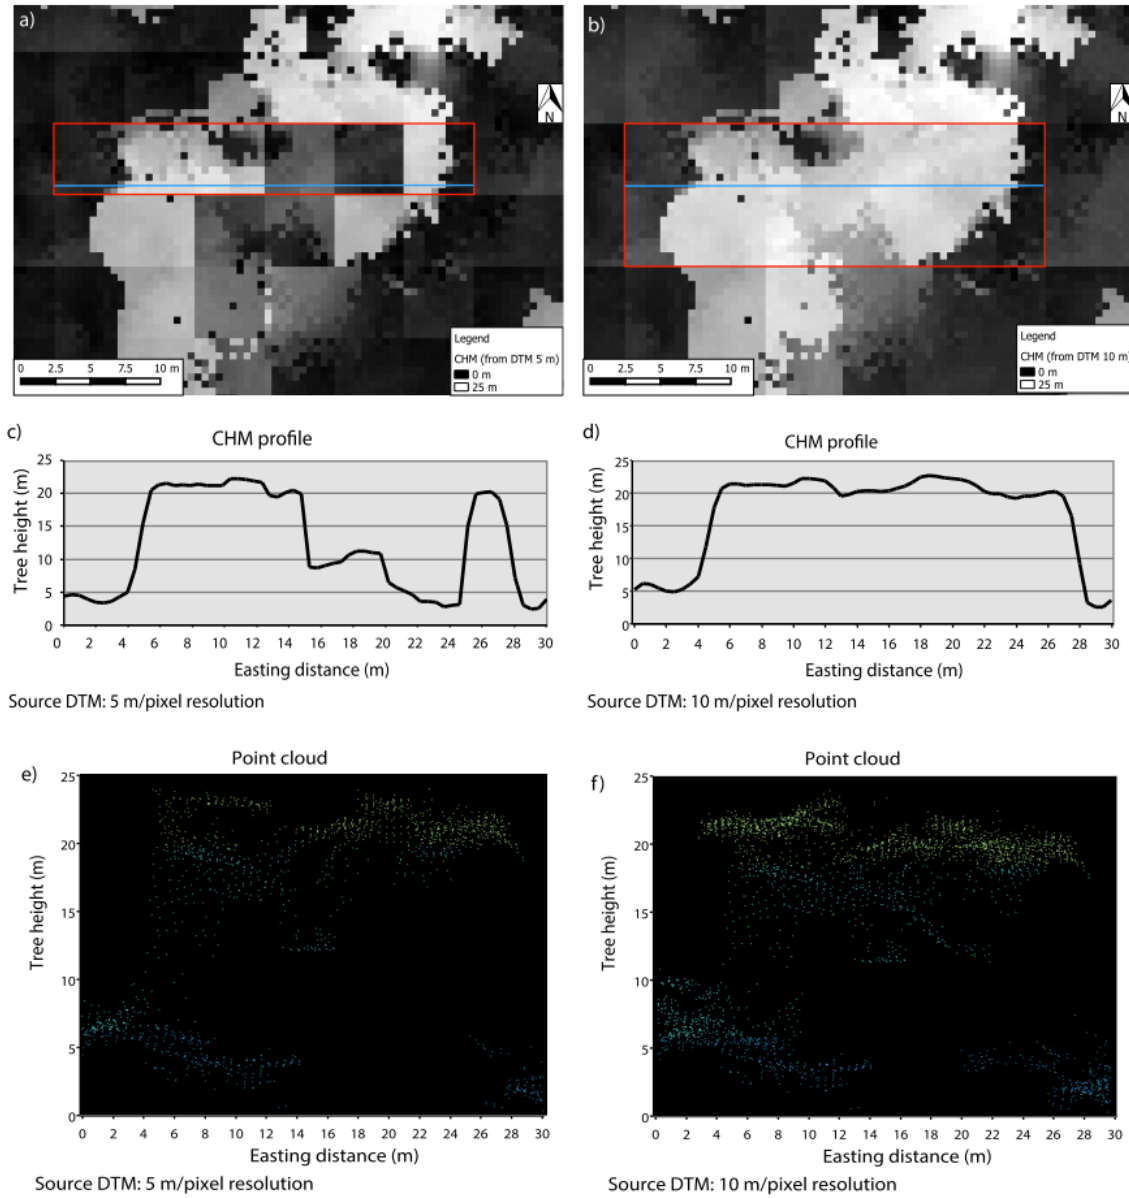 a)
N
Legend
CHM (from DTM 5 m)
0 m
25 m
0 2.5 5 7.5 10 m
b)
N
Legend
CHM (from DTM 10 m)
0 m
25 m
0 2.5 5 7.5 10 m
c)
CHM profile
Tree height (m)
25
20
15
10
5
0
0 2 4 6 8 10 12 14 16 18 20 22 24 26 28 30
Easting distance (m)
Source DTM: 5 m/pixel resolution
d)
CHM profile
Tree height (m)
25
20
15
10
5
0
0 2 4 6 8 10 12 14 16 18 20 22 24 26 28 30
Easting distance (m)
Source DTM: 10 m/pixel resolution
e)
Point cloud
Tree height (m)
25
20
15
10
5
0
0 2 4 6 8 10 12 14 16 18 20 22 24 26 28 30
Easting distance (m)
Source DTM: 5 m/pixel resolution
f)
Point cloud
Tree height (m)
25
20
15
10
5
0
0 2 4 6 8 10 12 14 16 18 20 22 24 26 28 30
Easting distance (m)
Source DTM: 10 m/pixel resolution